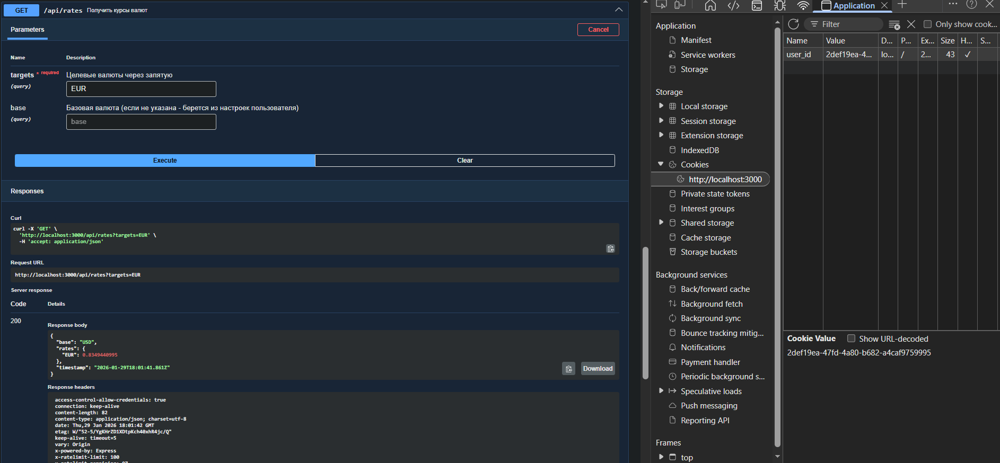 GET /api/rates Получить курсы валют
Parameters
Cancel
Name Description
targets * required
(query)
Целевые валюты через запятую
EUR
base
(query)
Базовая валюта (если не указана - берется из настроек пользователя)
base
Execute Clear
Responses
Curl
curl -X 'GET' \
'http://localhost:3000/api/rates?targets=EUR' \
-H 'accept: application/json'
Request URL
http://localhost:3000/api/rates?targets=EUR
Server response
Code Details
200
Response body
{
"base": "USD",
"rates": {
"EUR": 0.8349440995
},
"timestamp": "2026-01-29T18:01:41.861Z"
}
Download
Response headers
access-control-allow-credentials: true
connection: keep-alive
content-length: 82
content-type: application/json; charset=utf-8
date: Thu,29 Jan 2026 18:01:42 GMT
etag: W/"52-5/YgKHrZD1XDtpKch40xhR4jc/Q"
keep-alive: timeout=5
vary: Origin
x-powered-by: Express
x-ratelimit-limit: 100
Application
Application
Manifest
Service workers
Storage
Storage
Local storage
Session storage
Extension storage
IndexedDB
Cookies
http://localhost:3000
Private state tokens
Interest groups
Shared storage
Cache storage
Storage buckets
Background services
Back/forward cache
Background fetch
Background sync
Bounce tracking mitig...
Notifications
Payment handler
Periodic background s...
Speculative loads
Push messaging
Reporting API
Frames
top
Filter
Only show cook...
Name Value D... P... Ex... Size H... S...
user_id 2def19ea-4... lo... / 2... 43 ✓
Cookie Value Show URL-decoded
2def19ea-47fd-4a80-b682-a4caf9759995